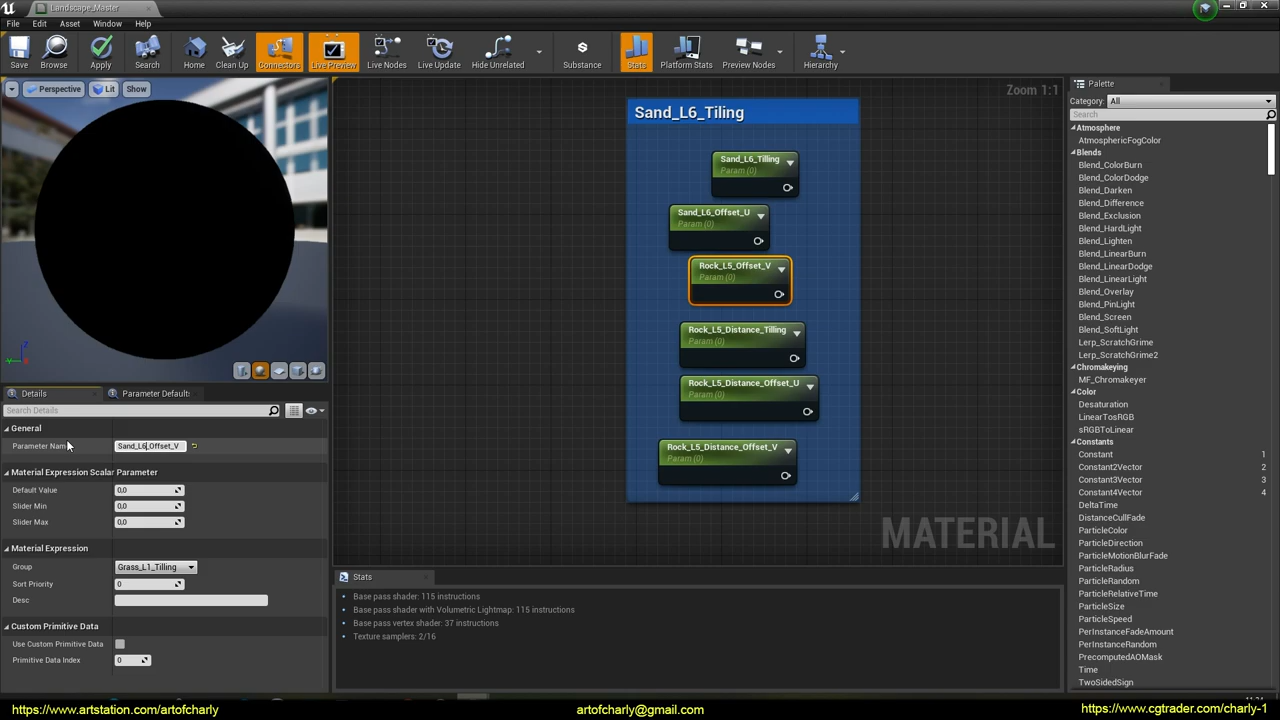 Landscape_Master
File Edit Asset Window Help
Save Browse Apply Search Home Clean Up Connectors Live Preview Live Nodes Live Update Hide Unrelated Substance Stats Platform Stats Preview Nodes Hierarchy
Perspective Lit Show
Zoom 1:1
Sand_L6_Tiling
Sand_L6_Tilling
Param (0)
Sand_L6_Offset_U
Param (0)
Rock_L5_Offset_V
Param (0)
Rock_L5_Distance_Tilling
Param (0)
Rock_L5_Distance_Offset_U
Param (0)
Rock_L5_Distance_Offset_V
Param (0)
MATERIAL
Details Parameter Default
Search Details
General
Parameter Nam Sand_L6_Offset_V
Material Expression Scalar Parameter
Default Value 0,0
Slider Min 0,0
Slider Max 0,0
Material Expression
Group Grass_L1_Tilling
Sort Priority 0
Desc
Custom Primitive Data
Use Custom Primitive Data
Primitive Data Index 0
Stats
Base pass shader: 115 instructions
Base pass shader with Volumetric Lightmap: 115 instructions
Base pass vertex shader: 37 instructions
Texture samplers: 2/16
Palette
Category: All
Search
Atmosphere
AtmosphericFogColor
Blends
Blend_ColorBurn
Blend_ColorDodge
Blend_Darken
Blend_Difference
Blend_Exclusion
Blend_HardLight
Blend_Lighten
Blend_LinearBurn
Blend_LinearDodge
Blend_LinearLight
Blend_Overlay
Blend_PinLight
Blend_Screen
Blend_SoftLight
Lerp_ScratchGrime
Lerp_ScratchGrime2
Chromakeying
MF_Chromakeyer
Color
Desaturation
LinearTosRGB
sRGBToLinear
Constants
Constant 1
Constant2Vector 2
Constant3Vector 3
Constant4Vector 4
DeltaTime
DistanceCullFade
ParticleColor
ParticleDirection
ParticleMotionBlurFade
ParticleRadius
ParticleRandom
ParticleRelativeTime
ParticleSize
ParticleSpeed
PerInstanceFadeAmount
PerInstanceRandom
PrecomputedAOMask
Time
TwoSidedSign
https://www.artstation.com/artofcharly artofcharly@gmail.com https://www.cgtrader.com/charly-1